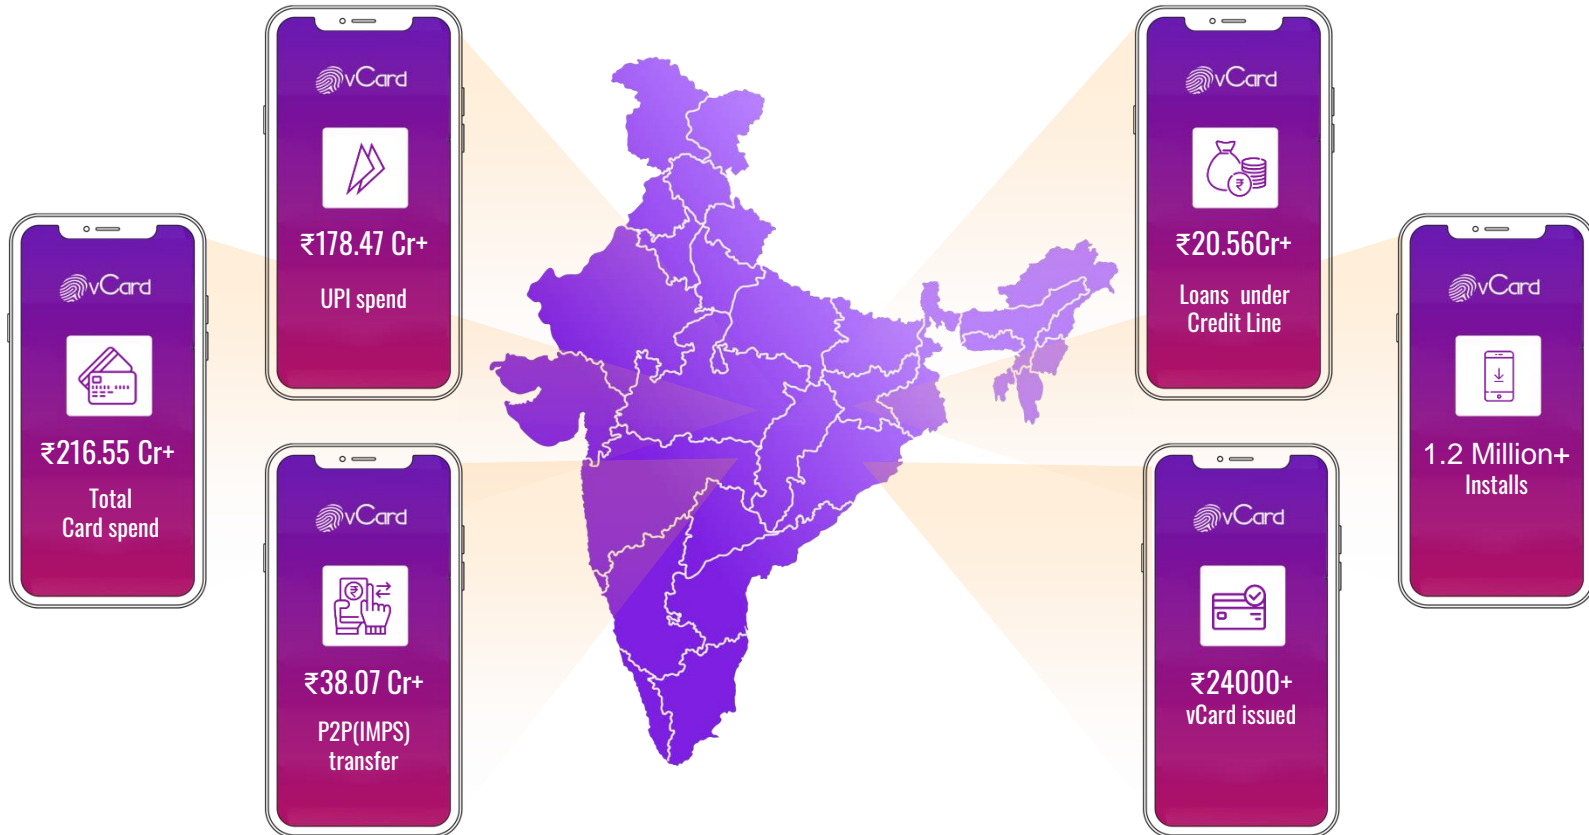 vCard
₹216.55 Cr+
Total
Card spend
vCard
₹178.47 Cr+
UPI spend
vCard
₹
₹38.07 Cr+
P2P(IMPS)
transfer
vCard
₹
₹20.56Cr+
Loans under
Credit Line
vCard
₹24000+
vCard issued
vCard
1.2 Million+
Installs